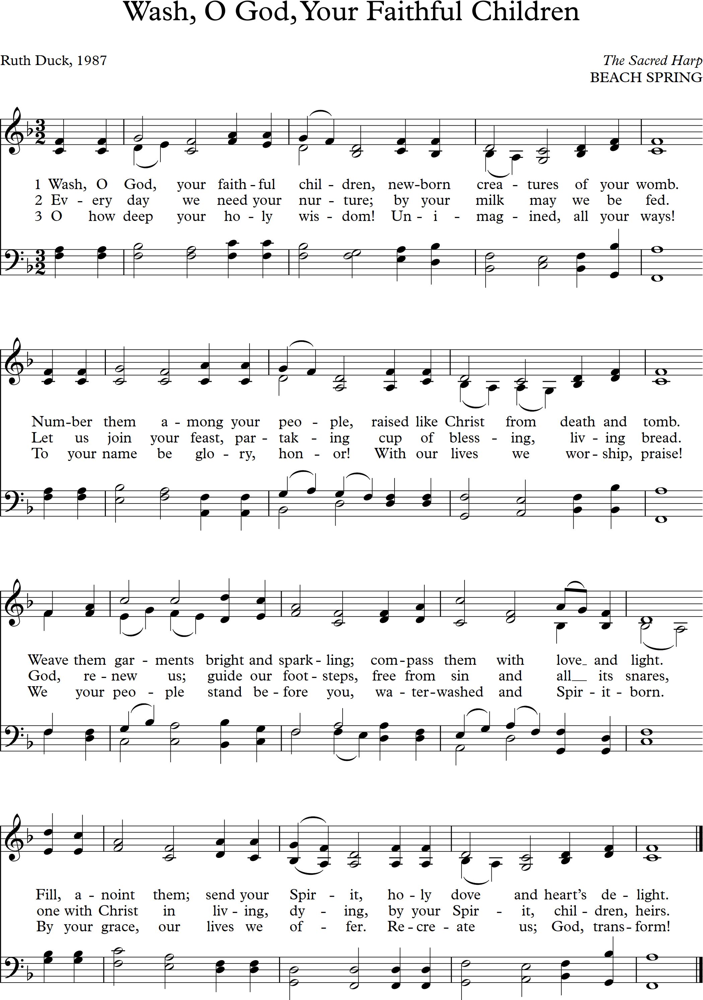 Wash, O God, Your Faithful Children
Ruth Duck, 1987
The Sacred Harp
BEACH SPRING
1 Wash, O God, your faith - ful chil - dren, new-born crea - tures of your womb.
2 Ev - ery day we need your nur - ture; by your milk may we be fed.
3 O how deep your ho - ly wis - dom! Un - i - mag - ined, all your ways!
Num-ber them a - mong your peo - ple, raised like Christ from death and tomb.
Let us join your feast, par - tak - ing cup of bless - ing, liv - ing bread.
To your name be glo - ry, hon - or! With our lives we wor - ship, praise!
Weave them gar - ments bright and spark - ling; com - pass them with love_ and light.
God, re - new us; guide our foot - steps, free from sin and all_ its snares,
We your peo - ple stand be - fore you, wa - ter - washed and Spir - it - born.
Fill, a - noint them; send your Spir - it, ho - ly dove and heart's de - light.
one with Christ in liv - ing, dy - ing, by your Spir - it, chil - dren, heirs.
By your grace, our lives we of - fer. Re - cre - ate us; God, trans - form!